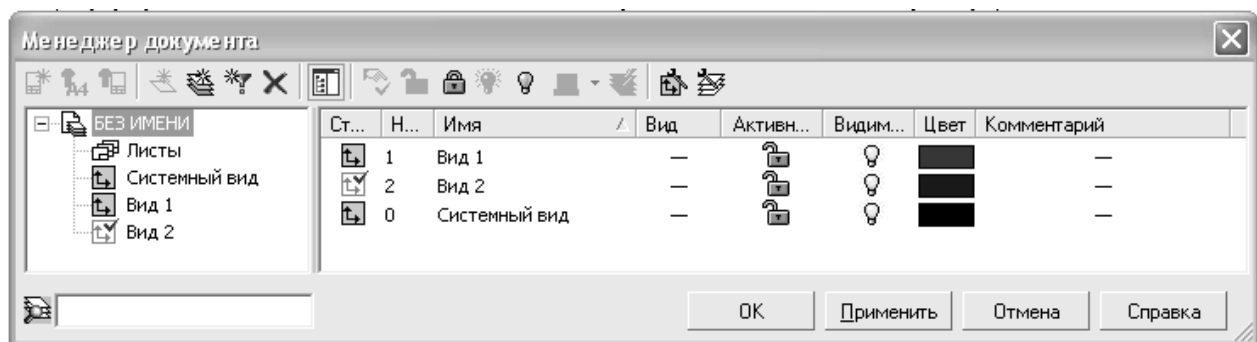 Менеджер документа
A4
БЕЗ ИМЕНИ
Листы
Системный вид
Вид 1
Вид 2
Ст... Н... Имя Вид Активн... Видим... Цвет Комментарий
1 Вид 1 — —
2 Вид 2 — —
0 Системный вид — —
OK Применить Отмена Справка